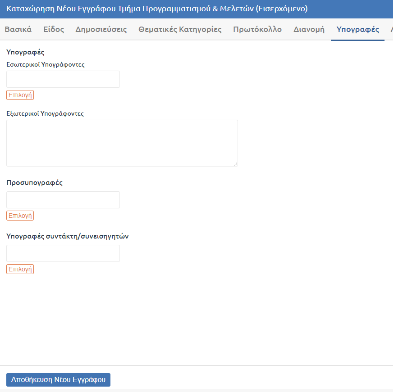 Καταχώρηση Νέου Εγγράφου Τμήμα Προγραμματισμού & Μελετών (Εισερχόμενο)
Βασικά Είδος Δημοσιεύσεις Θεματικές Κατηγορίες Πρωτόκολλο Διανομή Υπογραφές
Υπογραφές
Εσωτερικοί Υπογράφοντες
Επιλογή
Εξωτερικοί Υπογράφοντες
Προσυπογραφές
Επιλογή
Υπογραφές συντάκτη/συνεισηγητών
Επιλογή
Αποθήκευση Νέου Εγγράφου